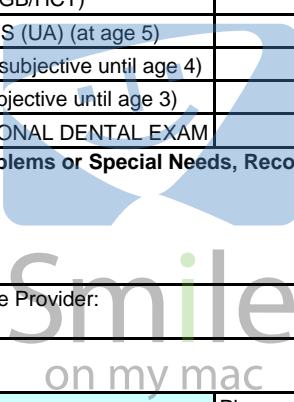 GB/HCT)
S (UA) (at age 5)
subjective until age 4)
bjective until age 3)
ONAL DENTAL EXAM
blems or Special Needs, Reco
e Provider:
Smile
on my mac